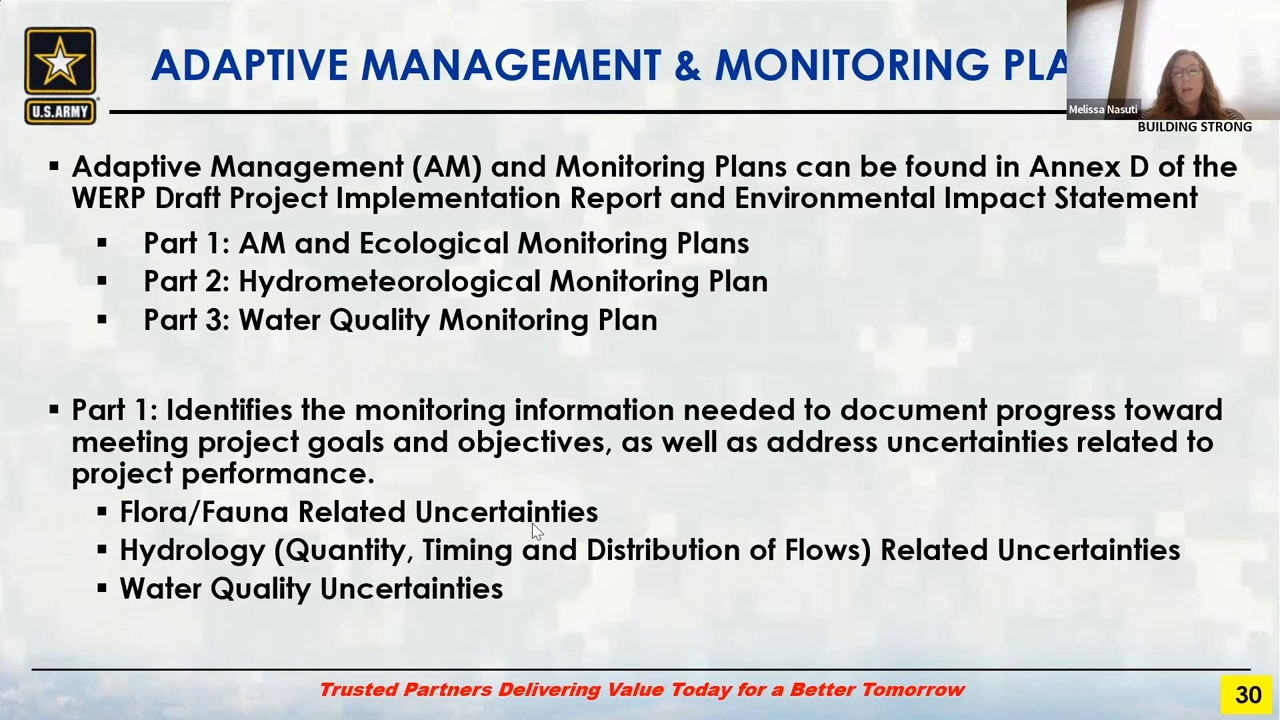 ADAPTIVE MANAGEMENT & MONITORING PLA
U.S.ARMY
Melissa Nasuti
BUILDING STRONG
▪ Adaptive Management (AM) and Monitoring Plans can be found in Annex D of the
WERP Draft Project Implementation Report and Environmental Impact Statement
▪ Part 1: AM and Ecological Monitoring Plans
▪ Part 2: Hydrometeorological Monitoring Plan
▪ Part 3: Water Quality Monitoring Plan
▪ Part 1: Identifies the monitoring information needed to document progress toward
meeting project goals and objectives, as well as address uncertainties related to
project performance.
▪ Flora/Fauna Related Uncertainties
▪ Hydrology (Quantity, Timing and Distribution of Flows) Related Uncertainties
▪ Water Quality Uncertainties
Trusted Partners Delivering Value Today for a Better Tomorrow
30